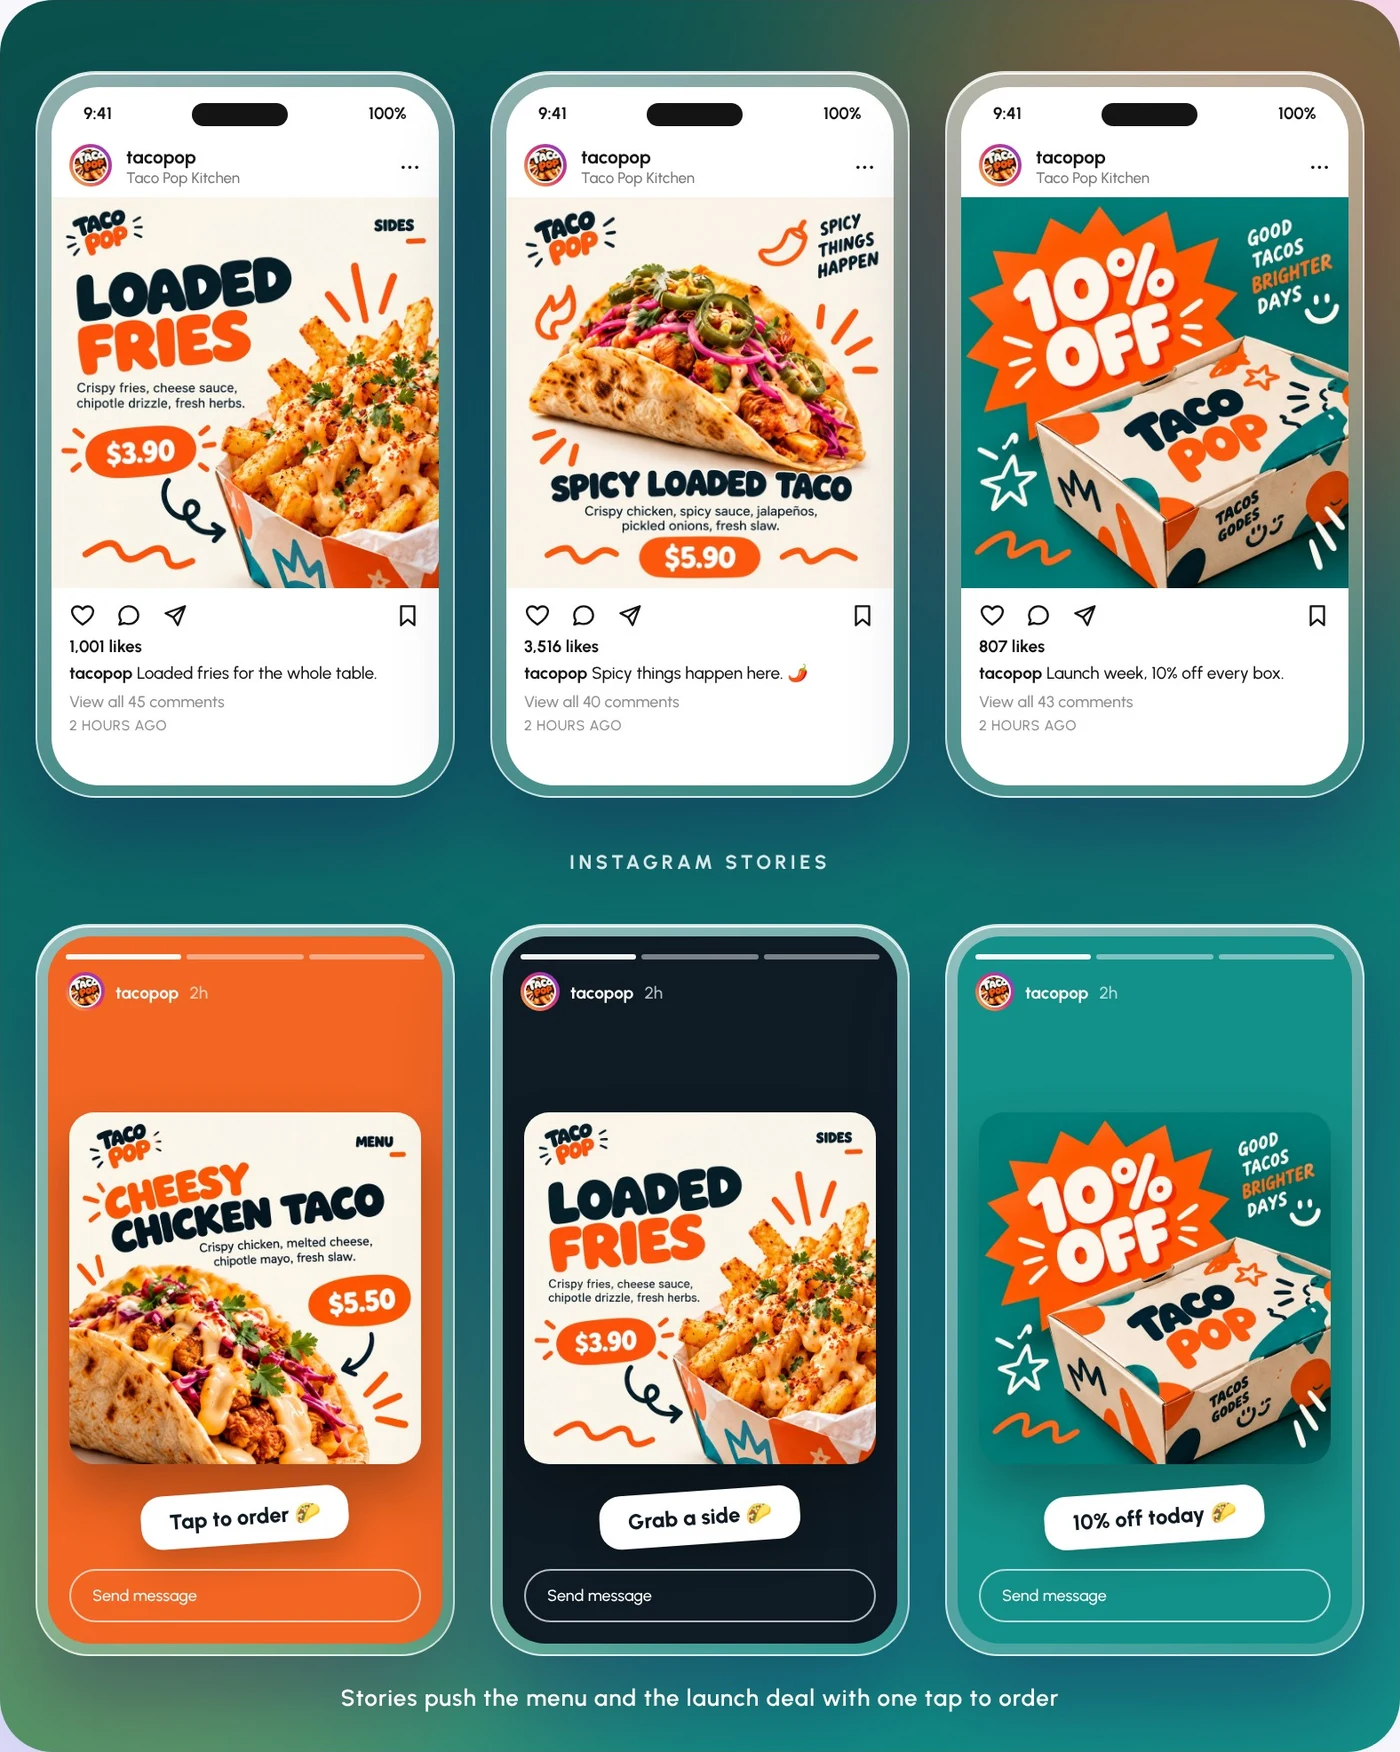 9:41 100%
tacopop
Taco Pop Kitchen
TACO
POP
SIDES
LOADED
FRIES
Crispy fries, cheese sauce,
chipotle drizzle, fresh herbs.
$3.90
1,001 likes
tacopop Loaded fries for the whole table.
View all 45 comments
2 HOURS AGO
9:41 100%
tacopop
Taco Pop Kitchen
TACO
POP
SPICY
THINGS
HAPPEN
SPICY LOADED TACO
Crispy chicken, spicy sauce, jalapeños,
pickled onions, fresh slaw.
$5.90
3,516 likes
tacopop Spicy things happen here. 🌶️
View all 40 comments
2 HOURS AGO
9:41 100%
tacopop
Taco Pop Kitchen
10%
OFF
GOOD
TACOS
BRIGHTER
DAYS
TACO
POP
TACOS
GODES
807 likes
tacopop Launch week, 10% off every box.
View all 43 comments
2 HOURS AGO
INSTAGRAM STORIES
tacopop 2h
TACO
POP
MENU
CHEESY
CHICKEN TACO
Crispy chicken, melted cheese,
chipotle mayo, fresh slaw.
$5.50
Tap to order 🌮
Send message
tacopop 2h
TACO
POP
SIDES
LOADED
FRIES
Crispy fries, cheese sauce,
chipotle drizzle, fresh herbs.
$3.90
Grab a side 🌮
Send message
tacopop 2h
10%
OFF
GOOD
TACOS
BRIGHTER
DAYS
TACO
POP
TACOS
GODES
10% off today 🌮
Send message
Stories push the menu and the launch deal with one tap to order